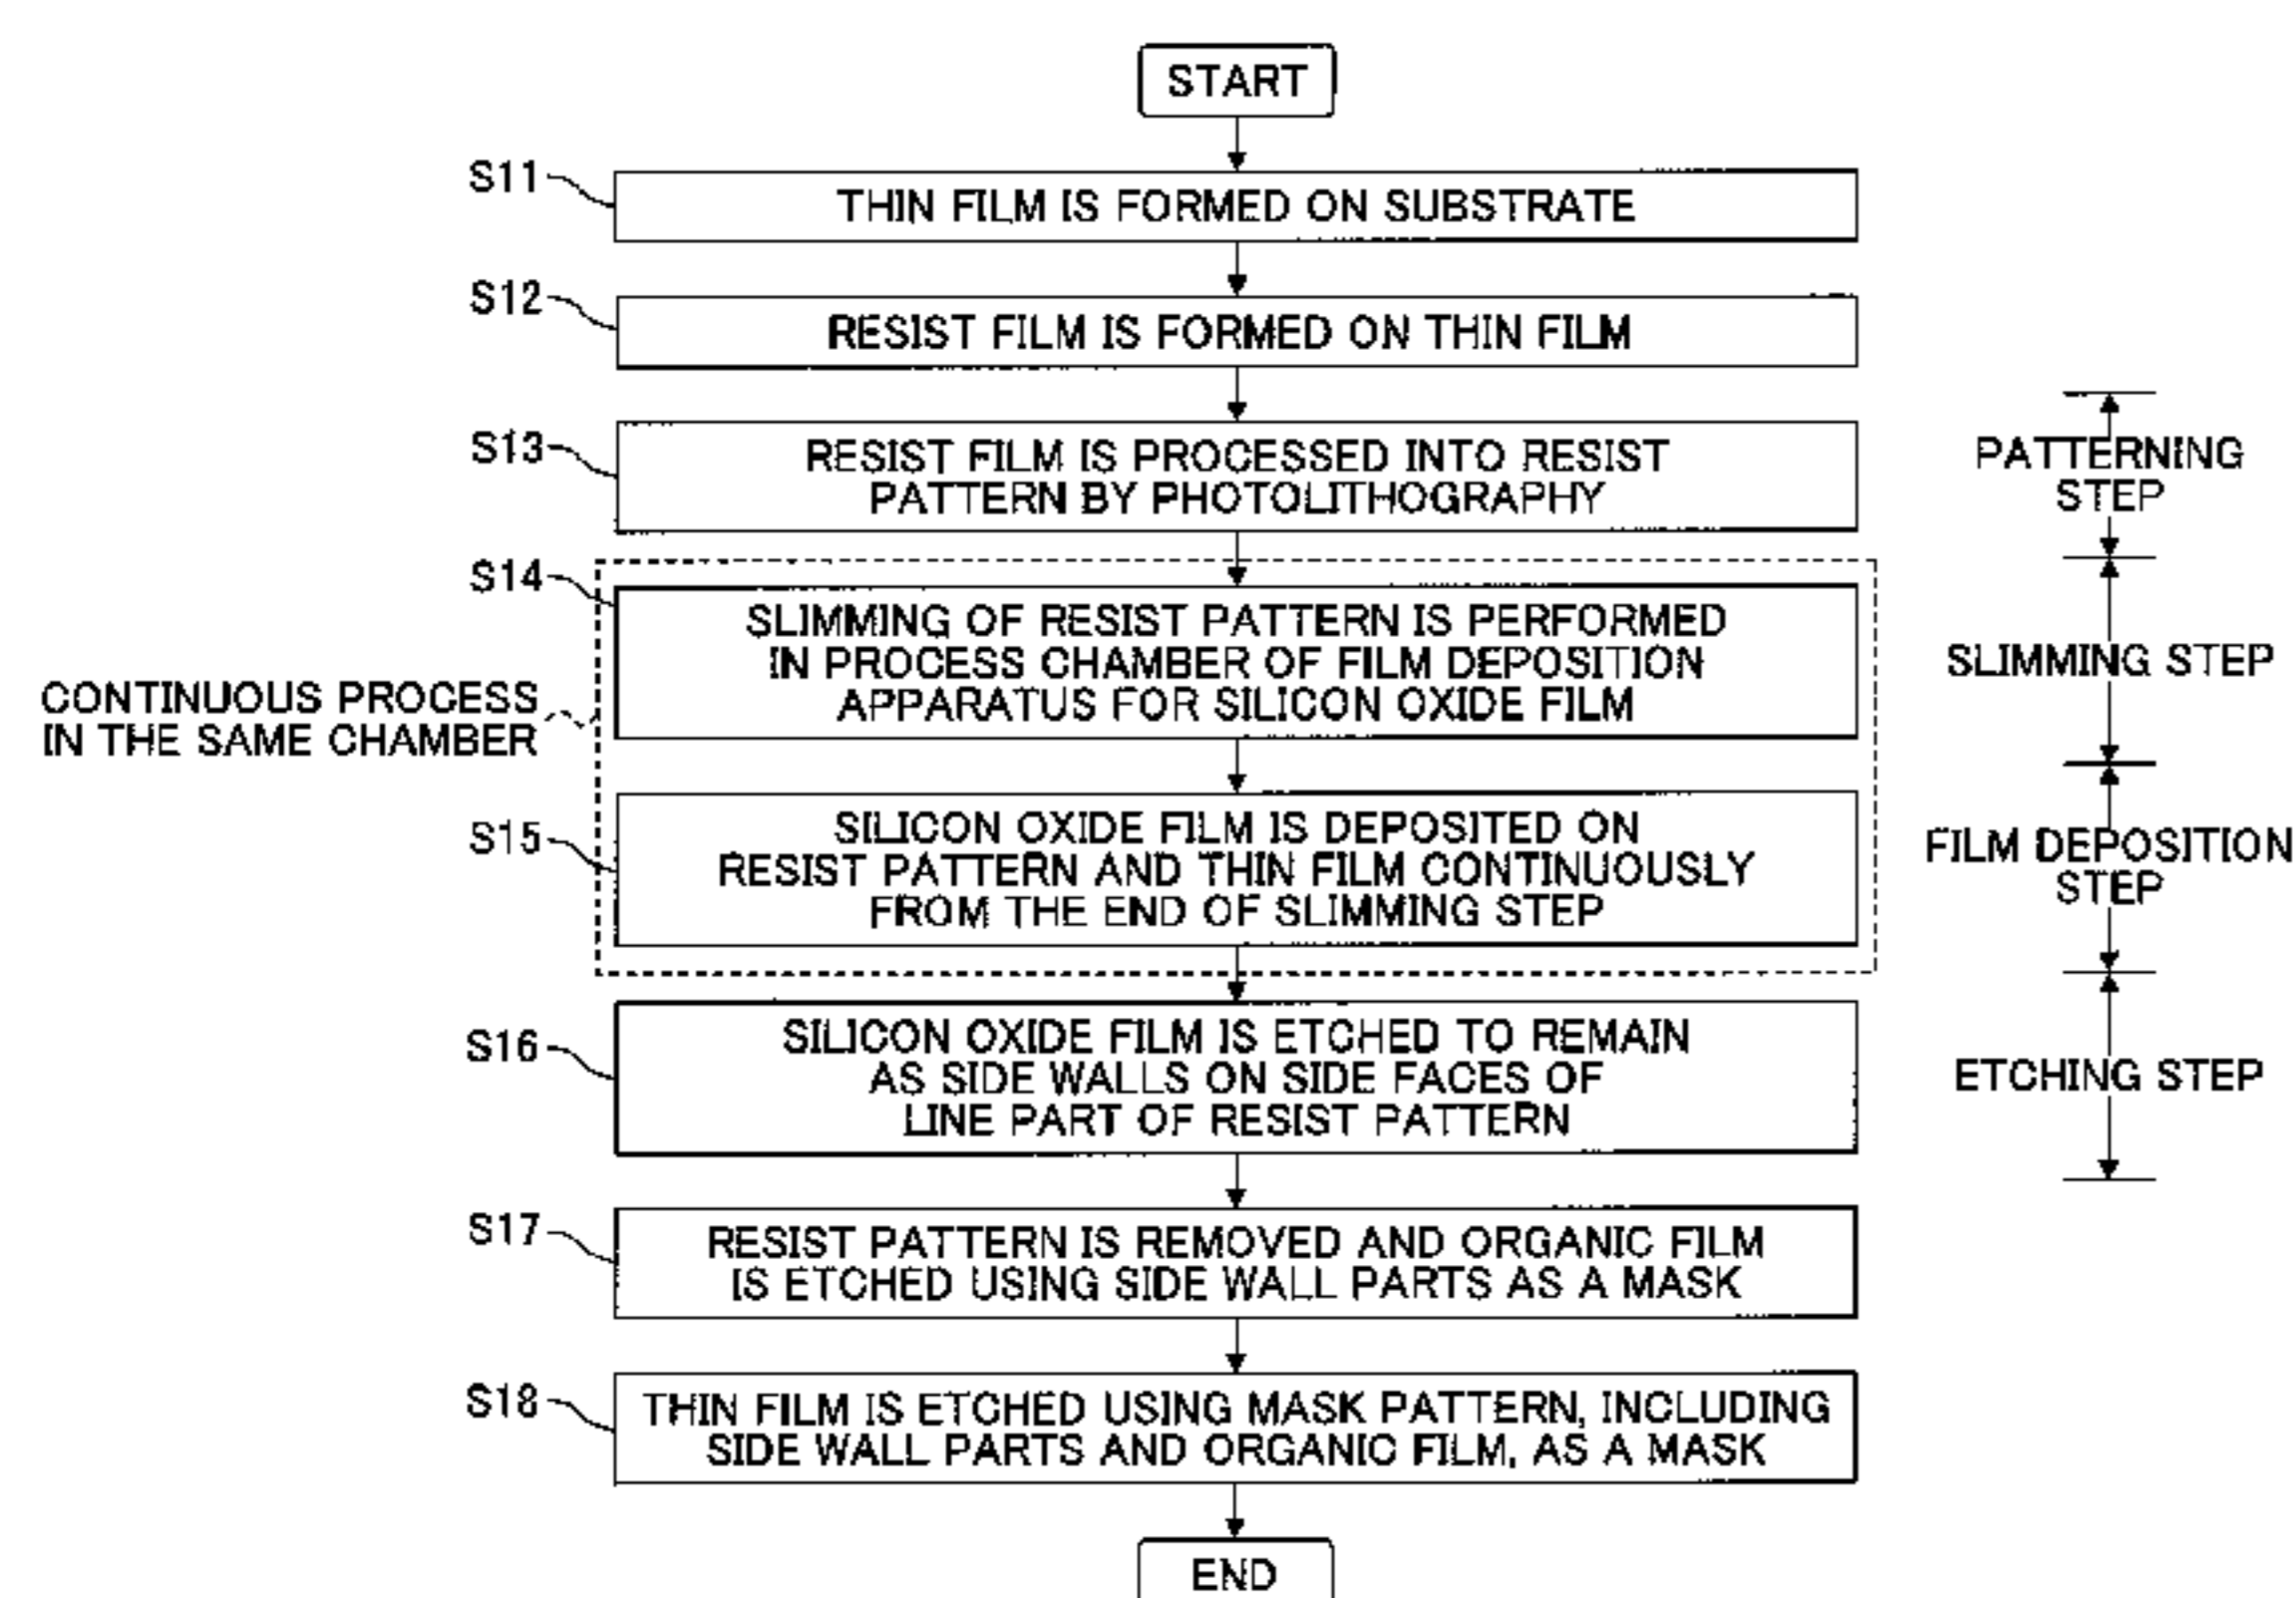 START
S11
THIN FILM IS FORMED ON SUBSTRATE
S12
RESIST FILM IS FORMED ON THIN FILM
S13
RESIST FILM IS PROCESSED INTO RESIST
PATTERN BY PHOTOLITHOGRAPHY
PATTERNING
STEP
S14
SLIMMING OF RESIST PATTERN IS PERFORMED
IN PROCESS CHAMBER OF FILM DEPOSITION
APPARATUS FOR SILICON OXIDE FILM
SLIMMING STEP
CONTINUOUS PROCESS
IN THE SAME CHAMBER
S15
SILICON OXIDE FILM IS DEPOSITED ON
RESIST PATTERN AND THIN FILM CONTINUOUSLY
FROM THE END OF SLIMMING STEP
FILM DEPOSITION
STEP
S16
SILICON OXIDE FILM IS ETCHED TO REMAIN
AS SIDE WALLS ON SIDE FACES OF
LINE PART OF RESIST PATTERN
ETCHING STEP
S17
RESIST PATTERN IS REMOVED AND ORGANIC FILM
IS ETCHED USING SIDE WALL PARTS AS A MASK
S18
THIN FILM IS ETCHED USING MASK PATTERN, INCLUDING
SIDE WALL PARTS AND ORGANIC FILM, AS A MASK
END